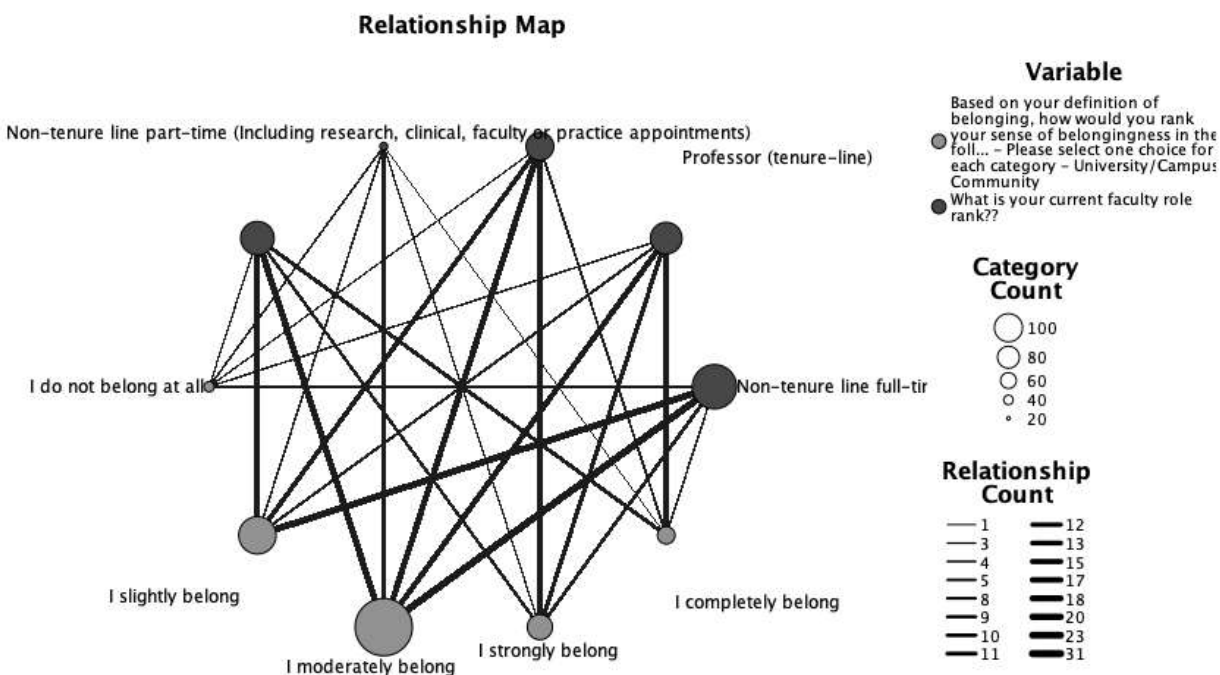 Relationship Map
Non-tenure line part-time (Including research, clinical, faculty or practice appointments)
Professor (tenure-line)
I do not belong at all
Non-tenure line full-tir
I slightly belong
I completely belong
I moderately belong
I strongly belong
Variable
Based on your definition of
belonging, how would you rank
your sense of belongingness in the
foll... – Please select one choice for
each category – University/Campus
Community
What is your current faculty role
rank??
Category
Count
100
80
60
40
20
Relationship
Count
1 12
3 13
4 15
5 17
8 18
9 20
10 23
11 31